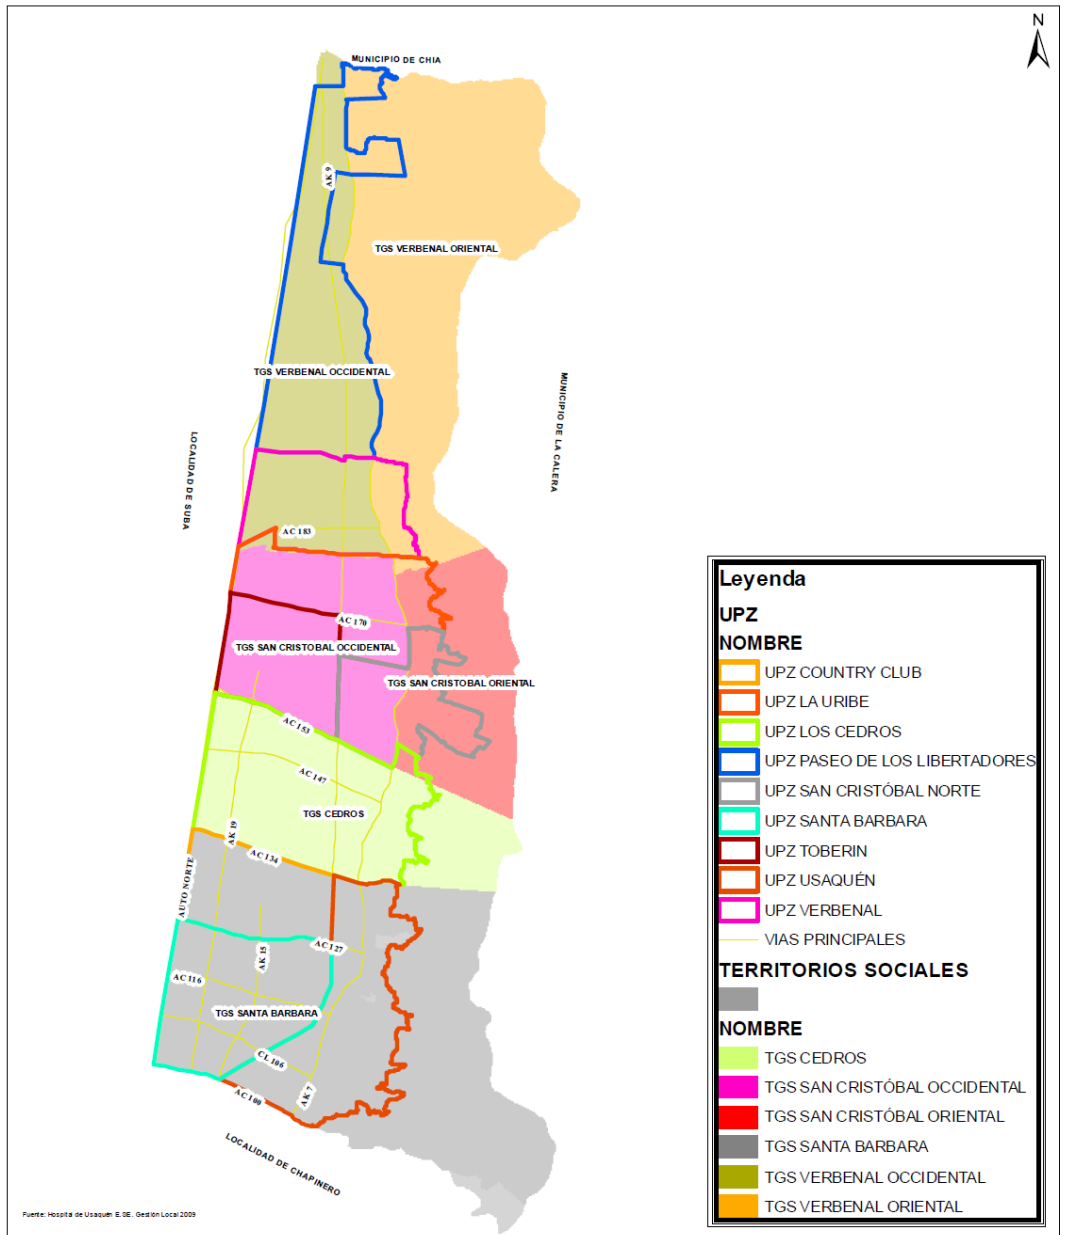 N
MUNICIPIO DE CHIA
AK 9
TGS VERBENAL ORIENTAL
TGS VERBENAL OCCIDENTAL
MUNICIPIO DE LA CALERA
LOCALIDAD DE SUBA
AC 183
AC 170
TGS SAN CRISTOBAL OCCIDENTAL
TGS SAN CRISTOBAL ORIENTAL
AC 153
AC 147
TGS CEDROS
AK 19
AC 134
AUTO NORTE
AC 127
AK 15
AC 116
TGS SANTA BARBARA
CL 106
AK 7
AC 100
LOCALIDAD DE CHAPINERO
Fuente: Hospital de Usaquén E.SE. Gestión Local 2009
Leyenda
UPZ
NOMBRE
UPZ COUNTRY CLUB
UPZ LA URIBE
UPZ LOS CEDROS
UPZ PASEO DE LOS LIBERTADORES
UPZ SAN CRISTÓBAL NORTE
UPZ SANTA BARBARA
UPZ TOBERIN
UPZ USAQUÉN
UPZ VERBENAL
VIAS PRINCIPALES
TERRITORIOS SOCIALES
NOMBRE
TGS CEDROS
TGS SAN CRISTÓBAL OCCIDENTAL
TGS SAN CRISTÓBAL ORIENTAL
TGS SANTA BARBARA
TGS VERBENAL OCCIDENTAL
TGS VERBENAL ORIENTAL